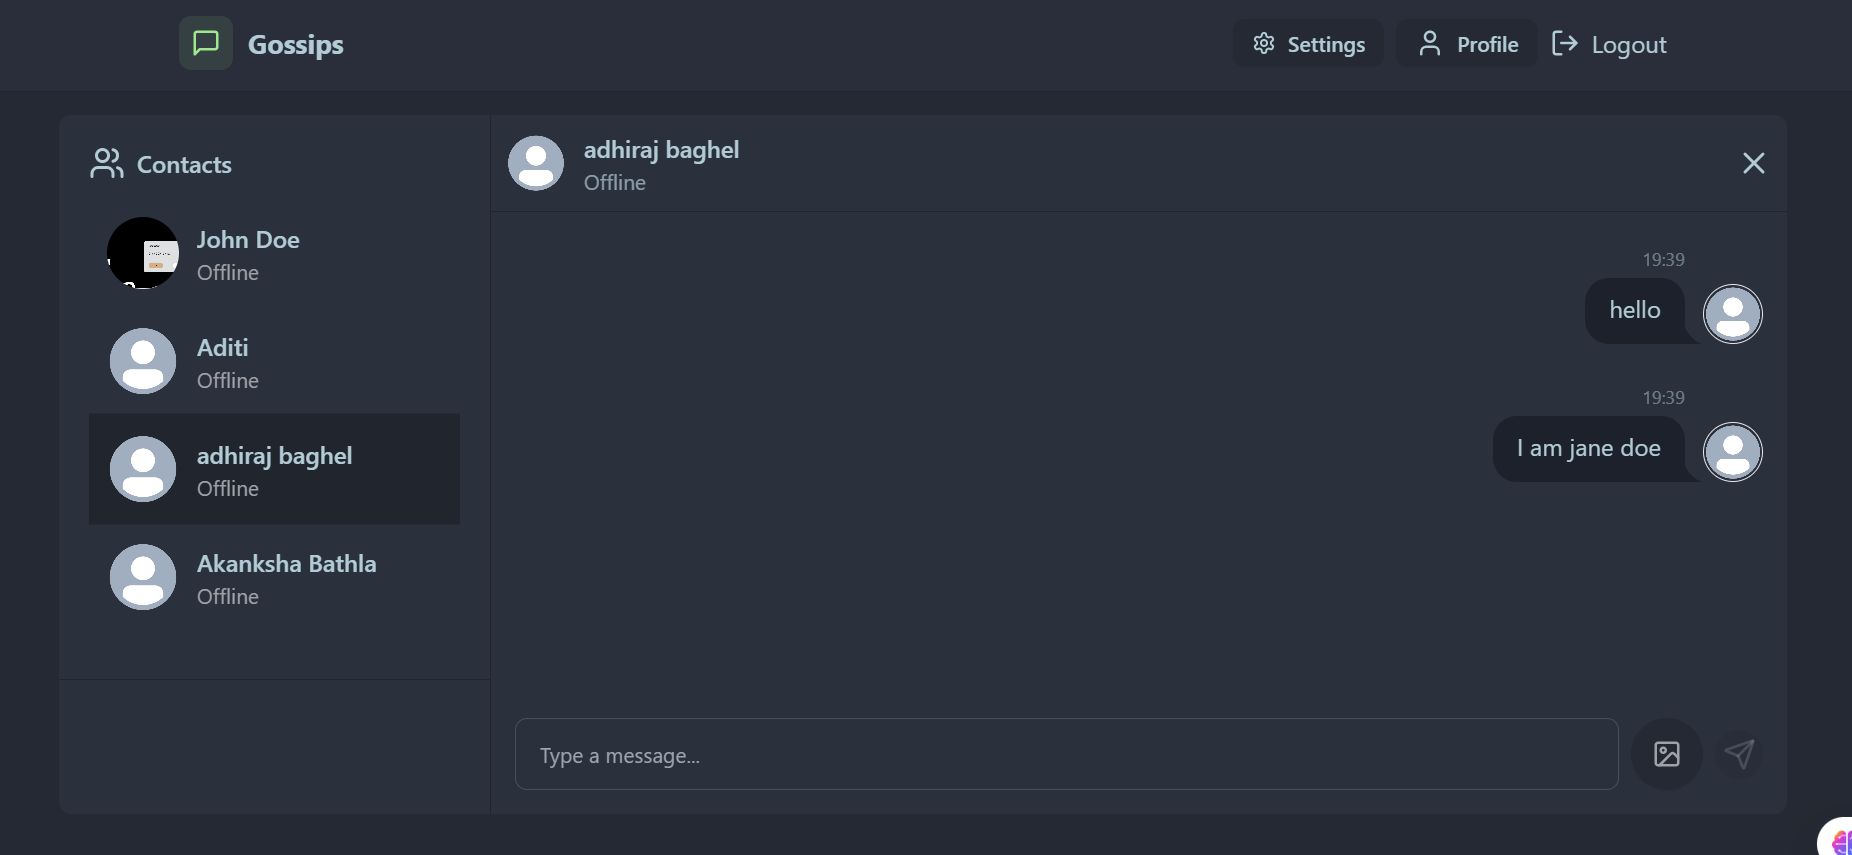 Gossips
Settings
Profile
Logout
Contacts
John Doe
Offline
Aditi
Offline
adhiraj baghel
Offline
Akanksha Bathla
Offline
adhiraj baghel
Offline
19:39
hello
19:39
I am jane doe
Type a message...